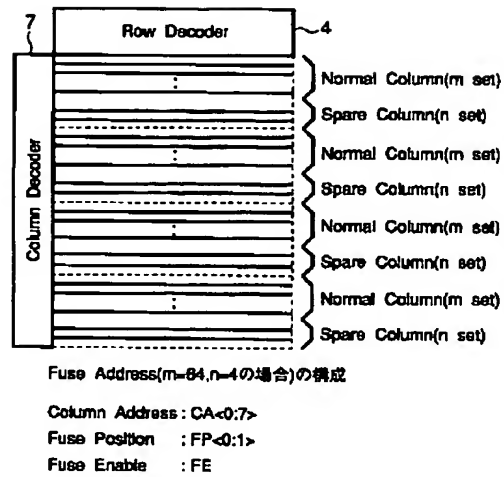 7
Row Decoder
4
Column Decoder
Normal Column(m set)
Spare Column(n set)
Normal Column(m set)
Spare Column(n set)
Normal Column(m set)
Spare Column(n set)
Normal Column(m set)
Spare Column(n set)
Fuse Address(m=64,n=4の場合)の構成
Column Address : CA<0:7>
Fuse Position : FP<0:1>
Fuse Enable : FE